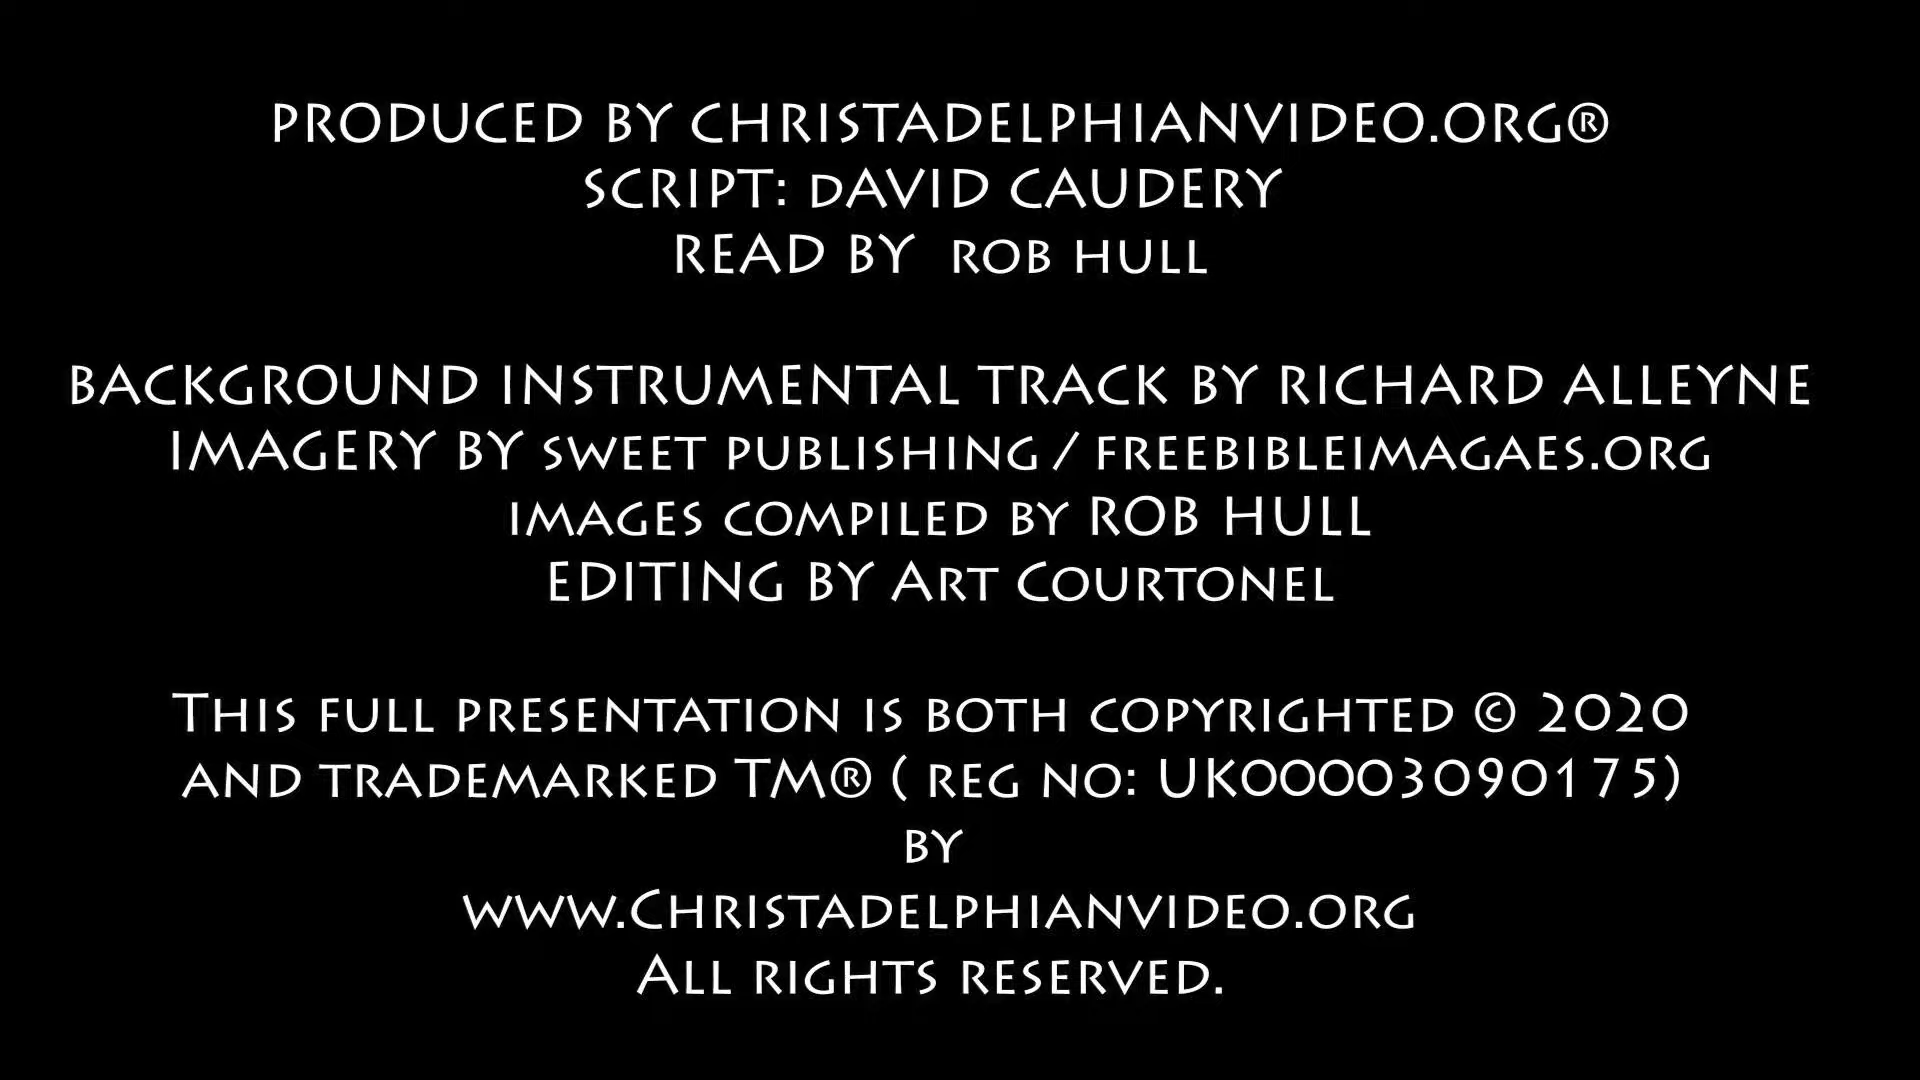 PRODUCED BY CHRISTADELPHIANVIDEO.ORG®
SCRIPT: dAVID CAUDERY
READ BY rob hull
BACKGROUND INSTRUMENTAL TRACK BY RICHARD ALLEYNE
IMAGERY BY sweet publishing / freebibleimagaes.org
images compiled by ROB HULL
EDITING BY Art Courtonel
This full presentation is both copyrighted © 2020
and trademarked TM® ( reg no: UK00003090175)
by
www.Christadelphianvideo.org
All rights reserved.